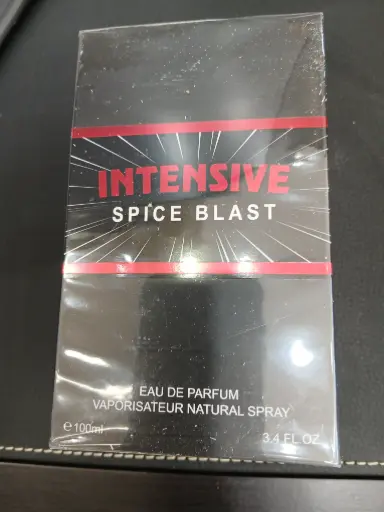 INTENSIVE
SPICE BLAST
EAU DE PARFUM
VAPORISATEUR NATURAL SPRAY
℮ 100ml
3.4 FL OZ